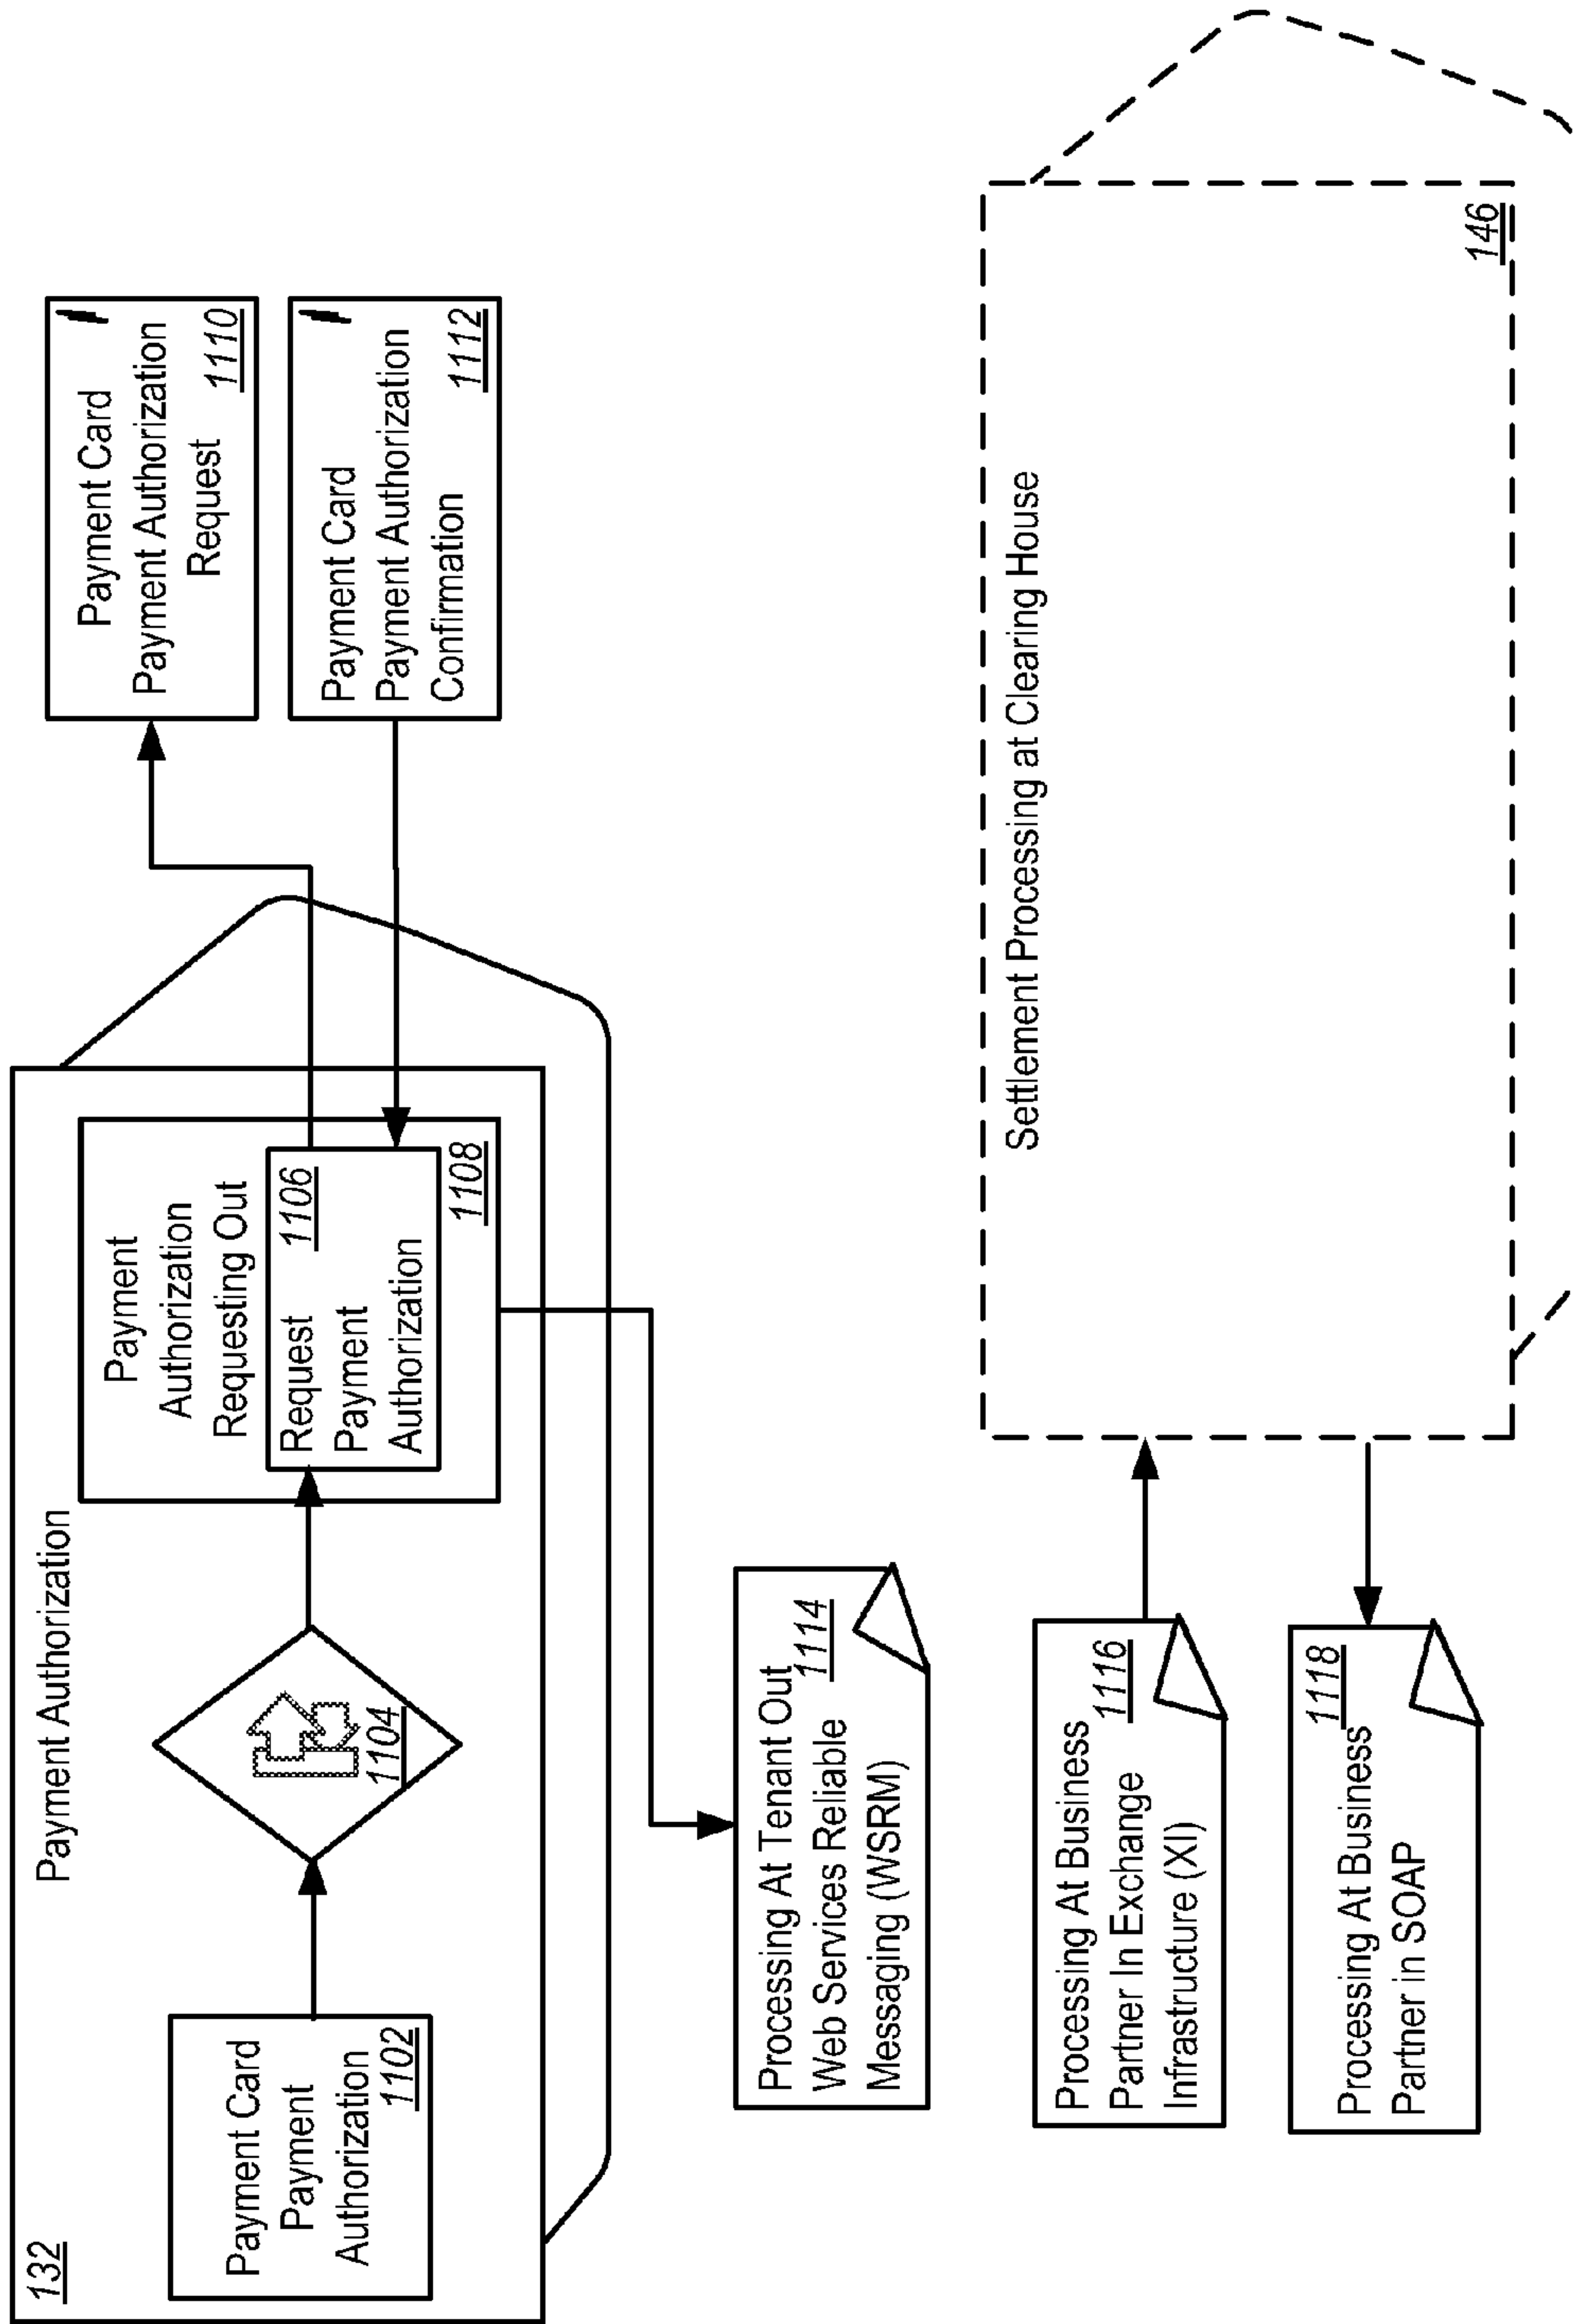 132
Payment Authorization
Payment Card
Payment
Authorization
1102
1104
Payment
Authorization
Requesting Out
Request
1106
Payment
Authorization
1108
Payment Card
Payment Authorization
Request
1110
Payment Card
Payment Authorization
Confirmation
1112
Processing At Tenant Out
Web Services Reliable
1114
Messaging (WSRM)
Processing At Business
1116
Partner In Exchange
Infrastructure (XI)
Processing At Business
1118
Partner in SOAP
Settlement Processing at Clearing House
146